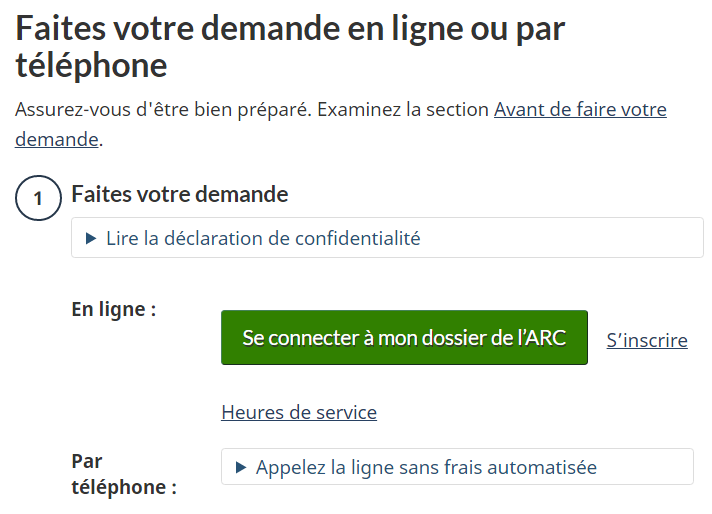 Faites votre demande en ligne ou par
téléphone
Assurez-vous d'être bien préparé. Examinez la section Avant de faire votre
demande.
1 Faites votre demande
Lire la déclaration de confidentialité
En ligne :
Se connecter à mon dossier de l’ARC S’inscrire
Heures de service
Par
téléphone :
Appelez la ligne sans frais automatisée